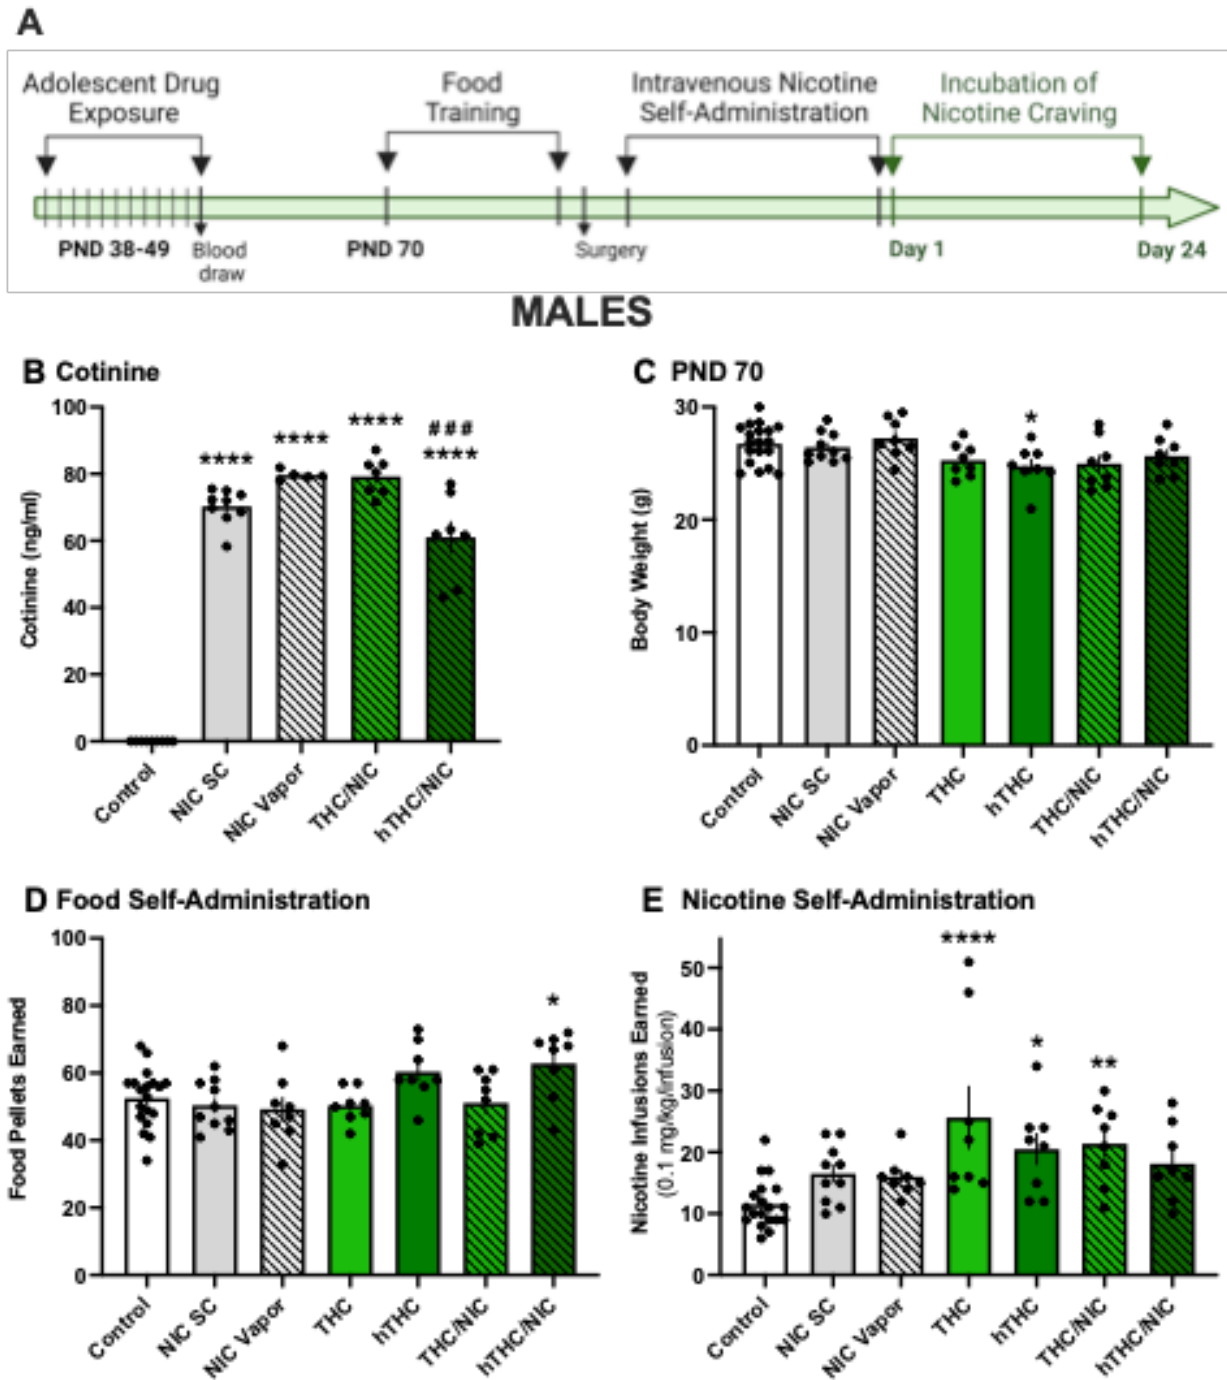 A
Adolescent Drug
Exposure
Food
Training
Intravenous Nicotine
Self-Administration
Incubation of
Nicotine Craving
PND 38-49
Blood
draw
PND 70
Surgery
Day 1
Day 24
MALES
B Cotinine
Cotinine (ng/ml)
100
80
60
40
20
0
****
****
****
###
****
Control
NIC SC
NIC Vapor
THC/NIC
hTHC/NIC
C PND 70
Body Weight (g)
30
20
10
0
*
Control
NIC SC
NIC Vapor
THC
hTHC
THC/NIC
hTHC/NIC
D Food Self-Administration
Food Pellets Earned
100
80
60
40
20
0
*
Control
NIC SC
NIC Vapor
THC
hTHC
THC/NIC
hTHC/NIC
E Nicotine Self-Administration
Nicotine Infusions Earned
(0.1 mg/kg/infusion)
50
40
30
20
10
0
****
*
**
Control
NIC SC
NIC Vapor
THC
hTHC
THC/NIC
hTHC/NIC